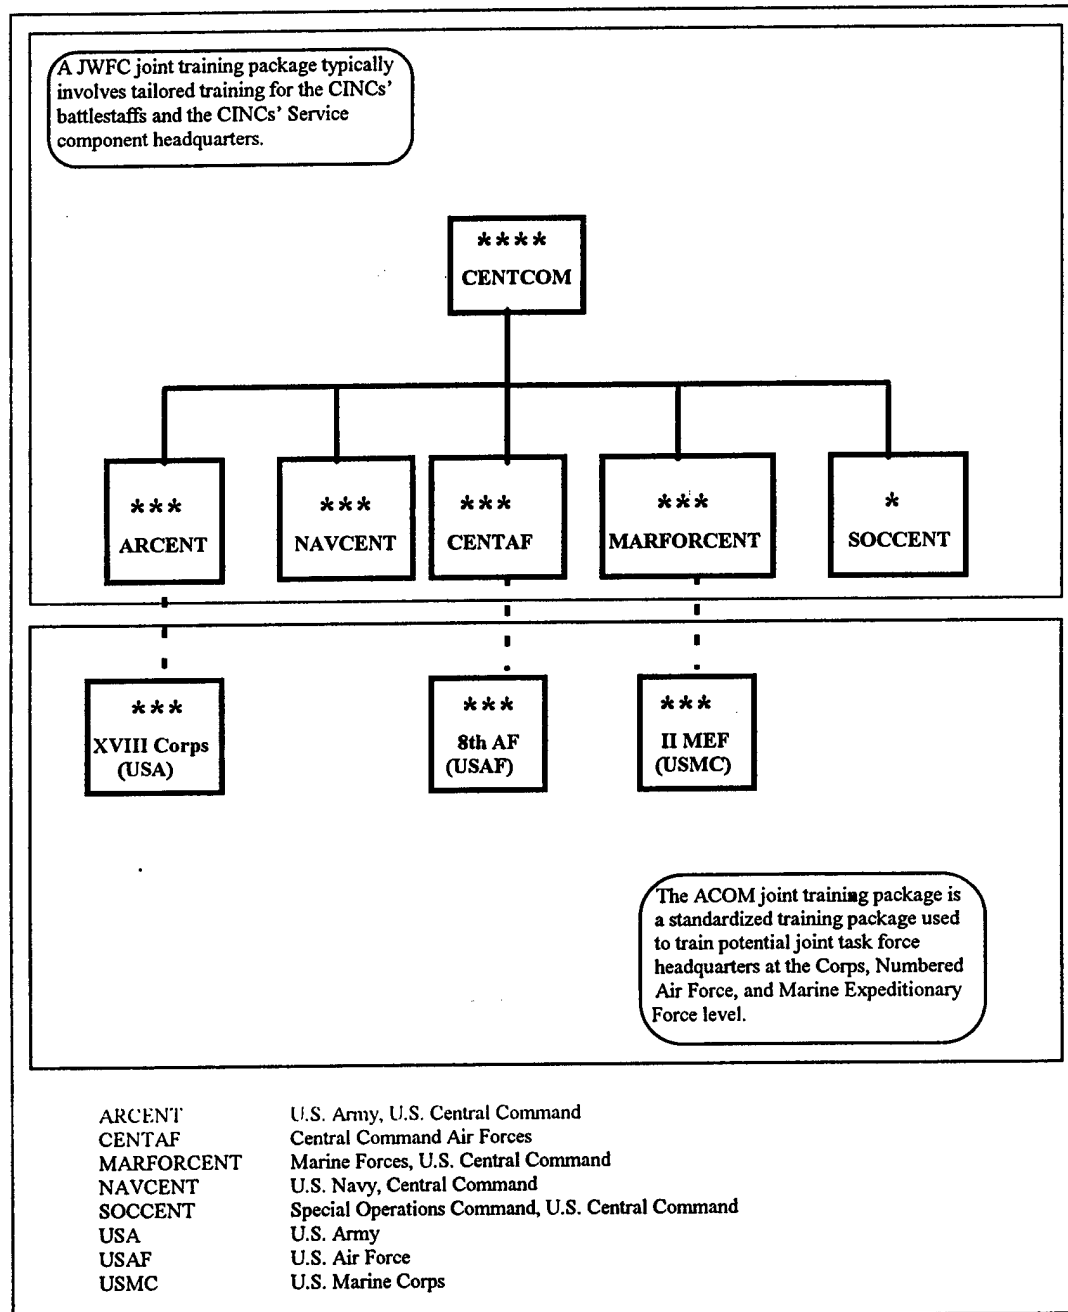 A JWFC joint training package typically
involves tailored training for the CINCs'
battlestaffs and the CINCs' Service
component headquarters.
****
CENTCOM
***
ARCENT
***
NAVCENT
***
CENTAF
***
MARFORCENT
*
SOCCENT
***
XVIII Corps
(USA)
***
8th AF
(USAF)
***
II MEF
(USMC)
The ACOM joint training package is
a standardized training package used
to train potential joint task force
headquarters at the Corps, Numbered
Air Force, and Marine Expeditionary
Force level.
ARCENT U.S. Army, U.S. Central Command
CENTAF Central Command Air Forces
MARFORCENT Marine Forces, U.S. Central Command
NAVCENT U.S. Navy, Central Command
SOCCENT Special Operations Command, U.S. Central Command
USA U.S. Army
USAF U.S. Air Force
USMC U.S. Marine Corps